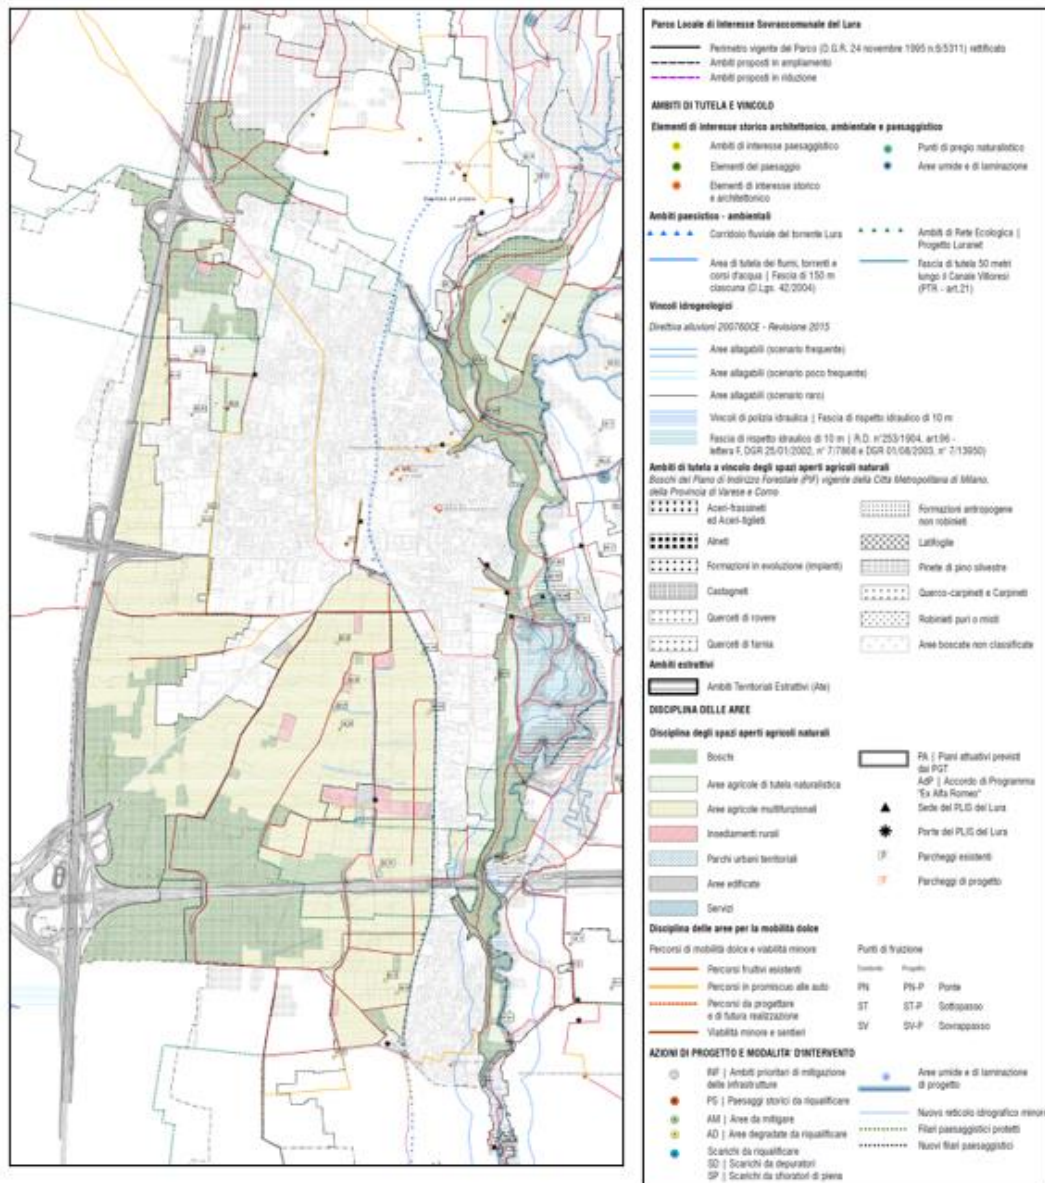 Parco Locale di Interesse Sovraccomunale del Lura
Perimetro vigente del Parco (D.G.R. 24 novembre 1995 n.6/5311) rettificato
Ambiti proposti in ampliamento
Ambiti proposti in riduzione
AMBITI DI TUTELA E VINCOLO
Elementi di interesse storico architettonico, ambientale e paesaggistico
Ambiti di interesse paesaggistico
Punti di pregio naturalistico
Elementi del paesaggio
Aree umide e di laminazione
Elementi di interesse storico
e architettonico
Ambiti paesistico - ambientali
Corridoio fluviale del torrente Lura
Ambiti di Rete Ecologica |
Progetto Luranet
Area di tutela dei fiumi, torrenti e
corsi d'acqua | Fascia di 150 m
ciascuna (D.Lgs. 42/2004)
Fascia di tutela 50 metri
lungo il Canale Villoresi
(PTR - art.21)
Vincoli idrogeologici
Direttiva alluvioni 200760CE - Revisione 2015
Aree allagabili (scenario frequente)
Aree allagabili (scenario poco frequente)
Aree allagabili (scenario raro)
Vincoli di polizia idraulica | Fascia di rispetto idraulico di 10 m
Fascia di rispetto idraulico di 10 m | R.D. n°253/1904, art.96 -
lettera F, DGR 25/01/2002, n° 7/7868 e DGR 01/08/2003, n° 7/13950)
Ambiti di tutela a vincolo degli spazi aperti agricoli naturali
Boschi del Piano di Indirizzo Forestale (PIF) vigente della Citta Metropolitana di Milano,
della Provincia di Varese e Como
Aceri-frassineti
ed Aceri-tiglieti
Formazioni antropogene
non robinieti
Alneti
Latifoglie
Formazioni in evoluzione (impianti)
Pinete di pino silvestre
Castagneti
Querco-carpineti e Carpineti
Querceti di rovere
Robinieti puri o misti
Querceti di farnia
Aree boscate non classificate
Ambiti estrattivi
Ambiti Territoriali Estrattivi (Ate)
DISCIPLINA DELLE AREE
Disciplina degli spazi aperti agricoli naturali
Boschi
PA | Piani attuativi previsti
dai PGT
AdP | Accordo di Programma
"Ex Alfa Romeo"
Aree agricole di tutela naturalistica
Aree agricole multifunzionali
Sede del PLIS del Lura
Insediamenti rurali
Porte del PLIS del Lura
Parchi urbani territoriali
Parcheggi esistenti
Aree edificate
Parcheggi di progetto
Servizi
Disciplina delle aree per la mobilità dolce
Percorsi di mobilità dolce e viabilità minore
Punti di fruizione
Esistente Progetto
Percorsi fruitivi esistenti
Percorsi in promiscuo alle auto
PN PN-P Ponte
Percorsi da progettare
e di futura realizzazione
ST ST-P Sottopasso
Viabilità minore e sentieri
SV SV-P Sovrappasso
AZIONI DI PROGETTO E MODALITA' D'INTERVENTO
INF | Ambiti prioritari di mitigazione
delle infrastrutture
Aree umide e di laminazione
di progetto
PS | Paesaggi storici da riqualificare
Nuovo reticolo idrografico minore
AM | Area da mitigare
Filari paesaggistici protetti
AD | Aree degradate da riqualificare
Nuovi filari paesaggistici
Scarichi da riqualificare
SD | Scarichi da depuratori
SP | Scarichi da sfioratori di piena